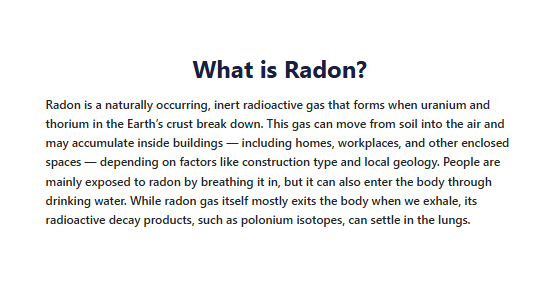 What is Radon?
Radon is a naturally occurring, inert radioactive gas that forms when uranium and
thorium in the Earth's crust break down. This gas can move from soil into the air and
may accumulate inside buildings — including homes, workplaces, and other enclosed
spaces — depending on factors like construction type and local geology. People are
mainly exposed to radon by breathing it in, but it can also enter the body through
drinking water. While radon gas itself mostly exits the body when we exhale, its
radioactive decay products, such as polonium isotopes, can settle in the lungs.